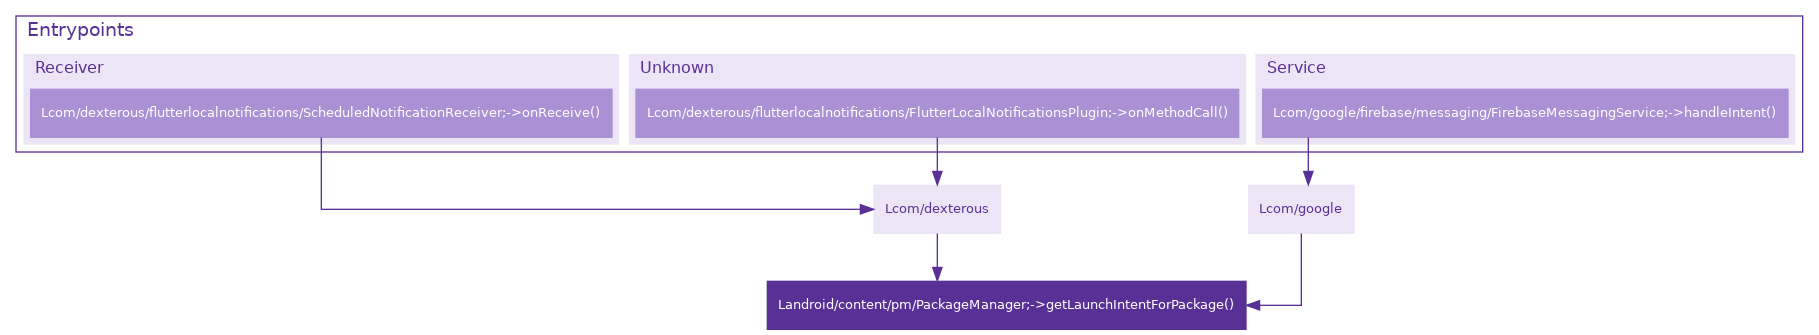 Entrypoints
Receiver
Lcom/dexterous/flutterlocalnotifications/ScheduledNotificationReceiver;->onReceive()
Unknown
Lcom/dexterous/flutterlocalnotifications/FlutterLocalNotificationsPlugin;->onMethodCall()
Service
Lcom/google/firebase/messaging/FirebaseMessagingService;->handleIntent()
Lcom/dexterous
Lcom/google
Landroid/content/pm/PackageManager;->getLaunchIntentForPackage()